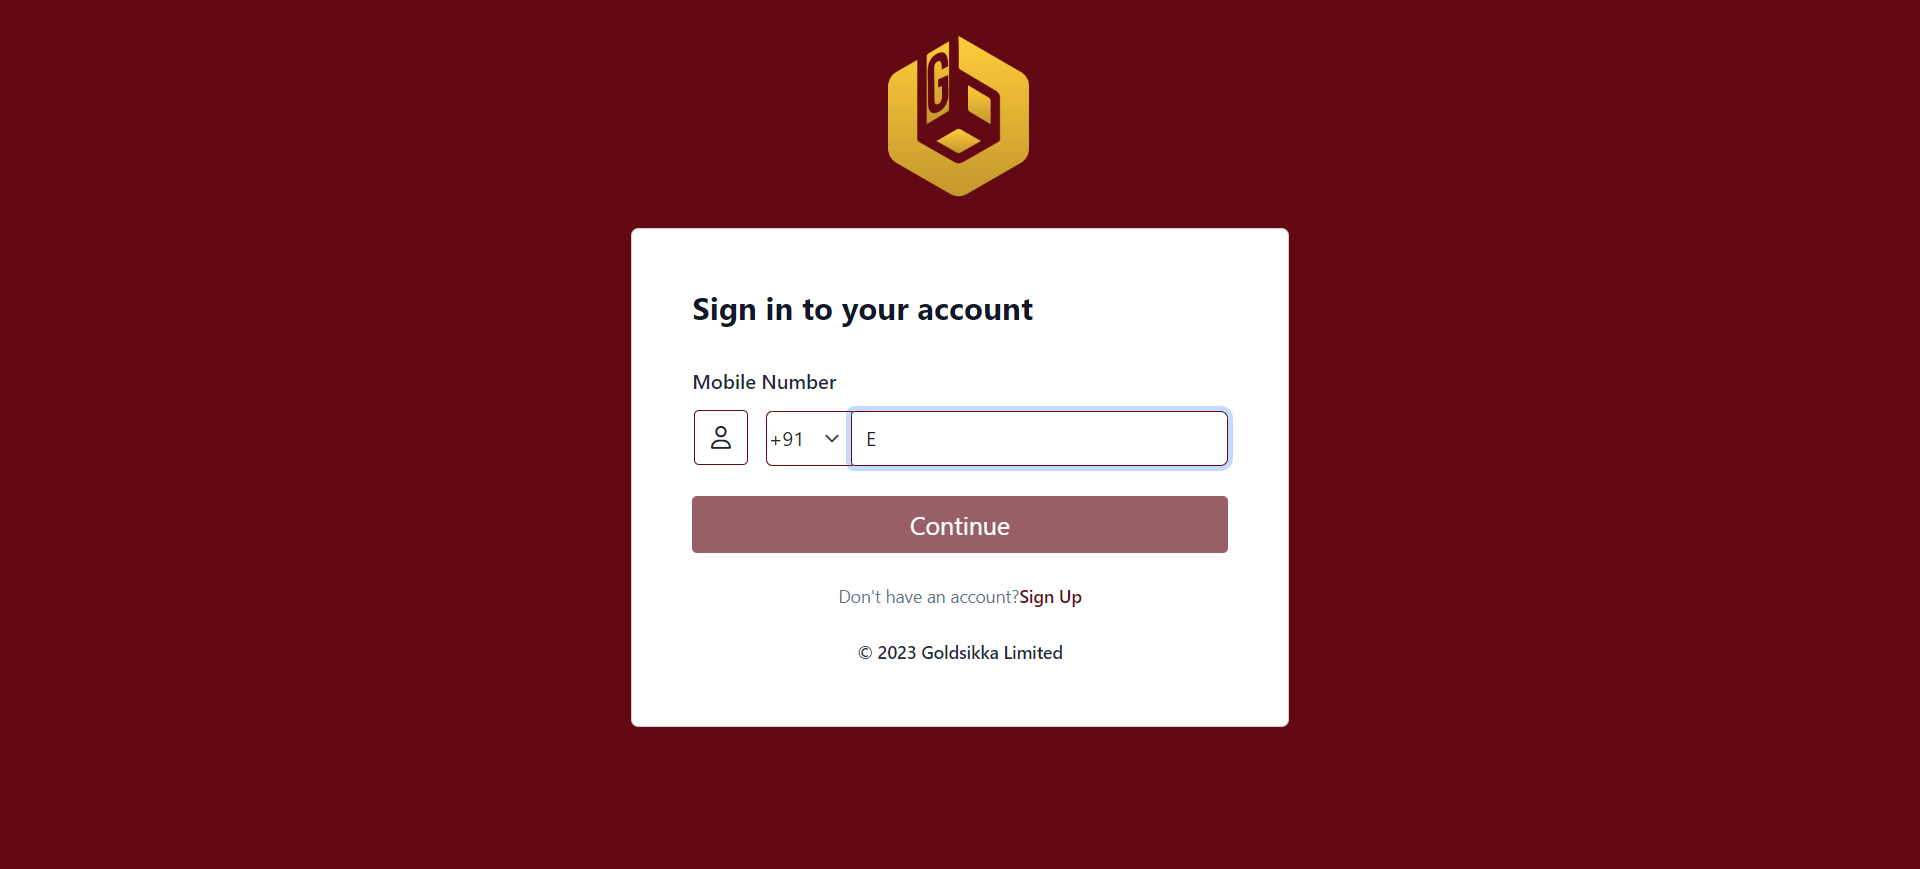 G
Sign in to your account
Mobile Number
+91 E
Continue
Don't have an account?Sign Up
© 2023 Goldsikka Limited